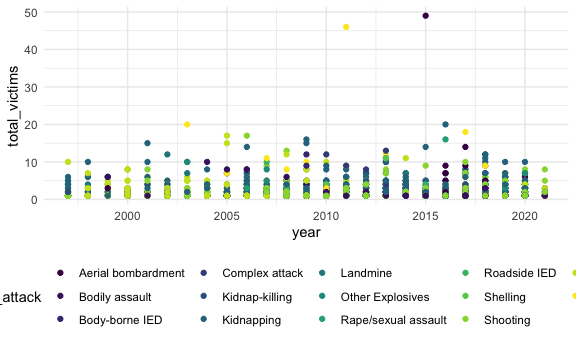 50
40
30
20
10
0
total_victims
2000 2005 2010 2015 2020
year
_attack
Aerial bombardment Complex attack Landmine Roadside IED
Bodily assault Kidnap-killing Other Explosives Shelling
Body-borne IED Kidnapping Rape/sexual assault Shooting